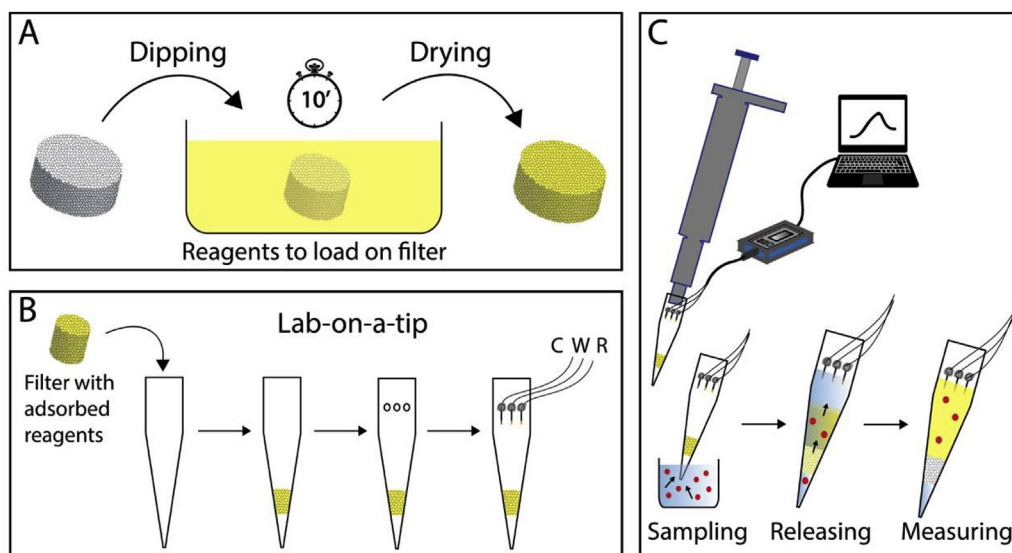 A
Dipping
Drying
10'
Reagents to load on filter
B
Lab-on-a-tip
C W R
Filter with
adsorbed
reagents
C
Sampling
Releasing
Measuring